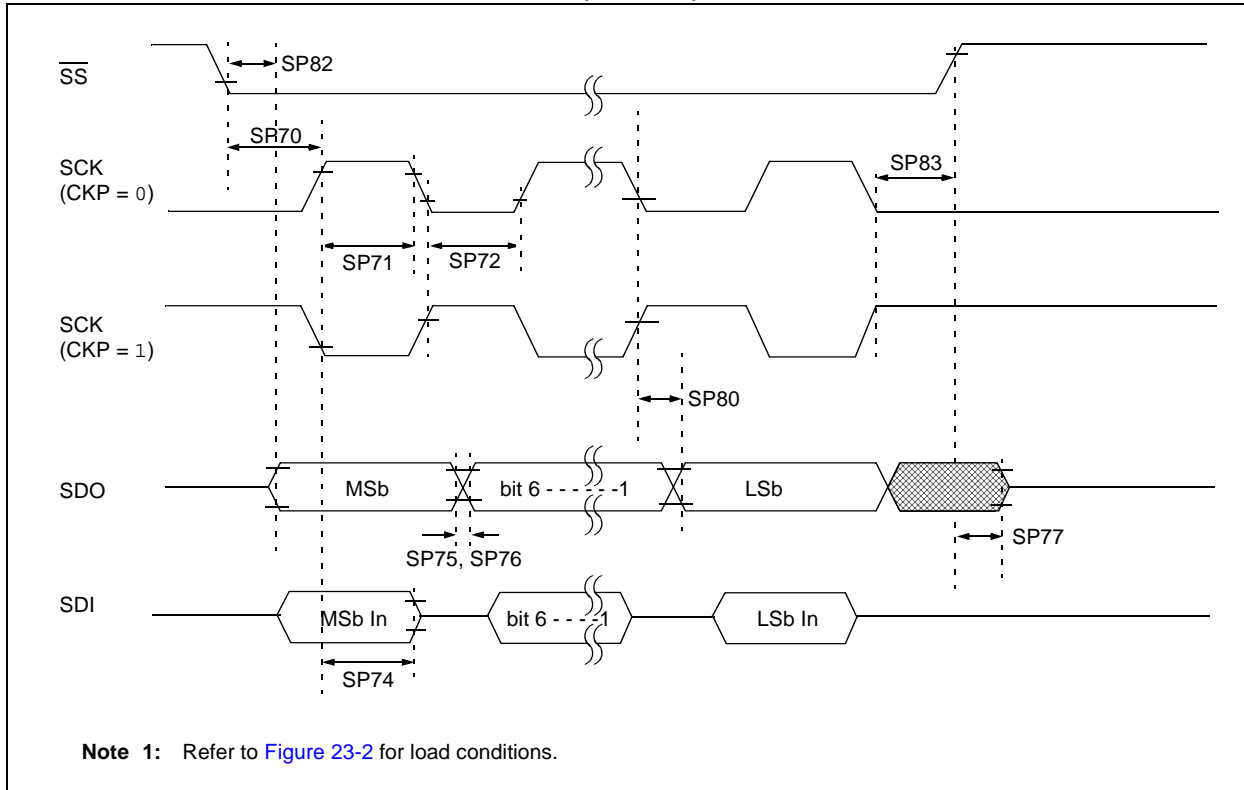 SP82
SS
SP70
SCK
(CKP = 0)
SP83
SP71
SP72
SCK
(CKP = 1)
SP80
SDO
MSb
bit 6 - - - - - -1
LSb
SP75, SP76
SP77
SDI
MSb In
bit 6 - - - -1
LSb In
SP74
Note 1: Refer to Figure 23-2 for load conditions.